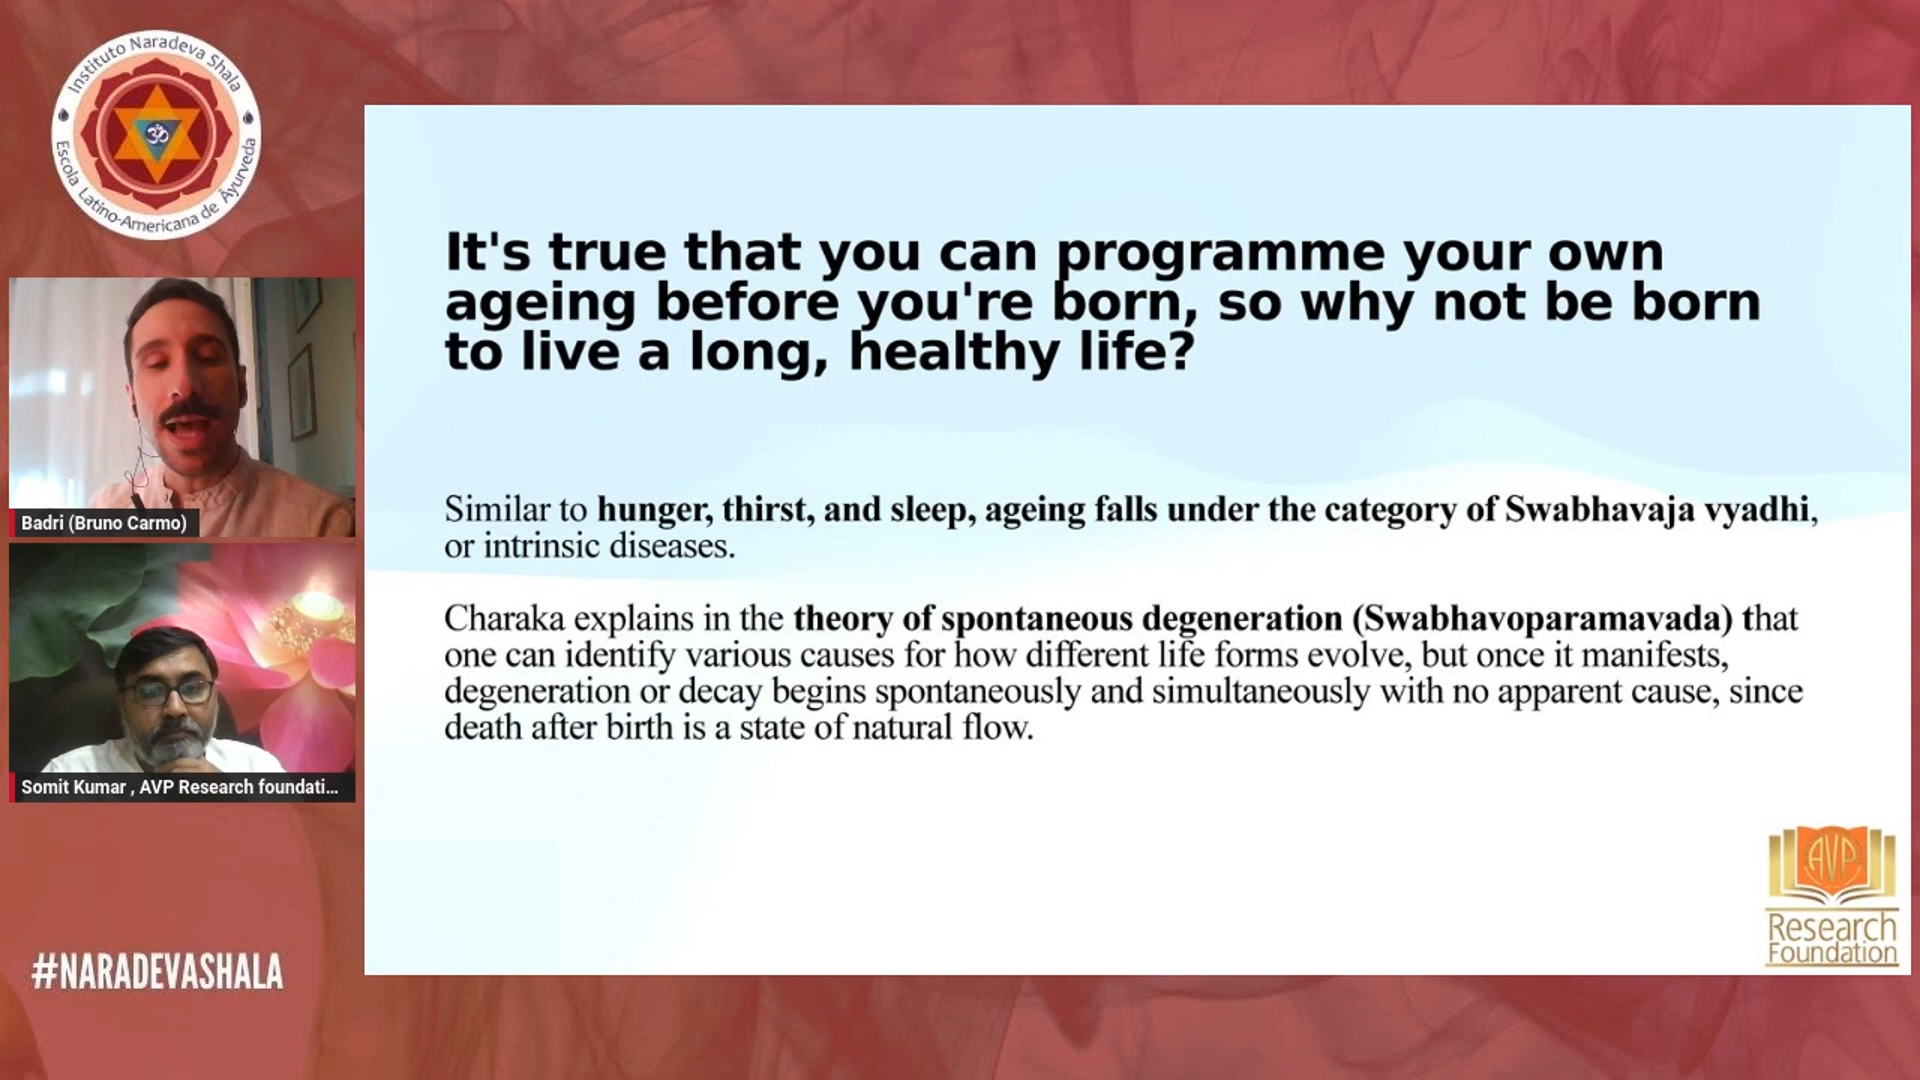 Instituto Naradeva Shala
Escola Latino-Americana de Āyurveda
ॐ
It's true that you can programme your own
ageing before you're born, so why not be born
to live a long, healthy life?
Similar to hunger, thirst, and sleep, ageing falls under the category of Swabhavaja vyadhi,
or intrinsic diseases.
Charaka explains in the theory of spontaneous degeneration (Swabhavoparamavada) that
one can identify various causes for how different life forms evolve, but once it manifests,
degeneration or decay begins spontaneously and simultaneously with no apparent cause, since
death after birth is a state of natural flow.
Badri (Bruno Carmo)
Somit Kumar , AVP Research foundati...
#NARADEVASHALA
AVP
Research
Foundation